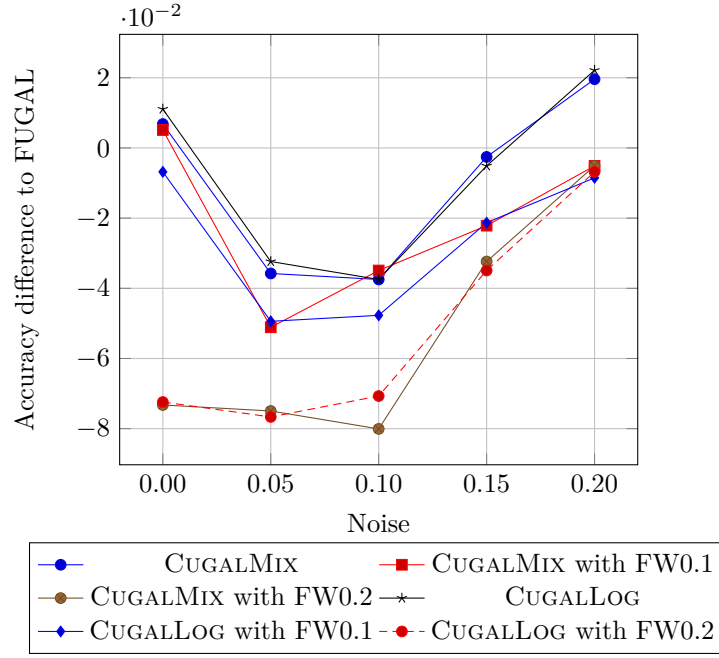 ·10−2
2
0
−2
−4
−6
−8
Accuracy difference to FUGAL
0.00 0.05 0.10 0.15 0.20
Noise
CUGALMIX CUGALMIX with FW0.1
CUGALMIX with FW0.2 CUGALLOG
CUGALLOG with FW0.1 CUGALLOG with FW0.2